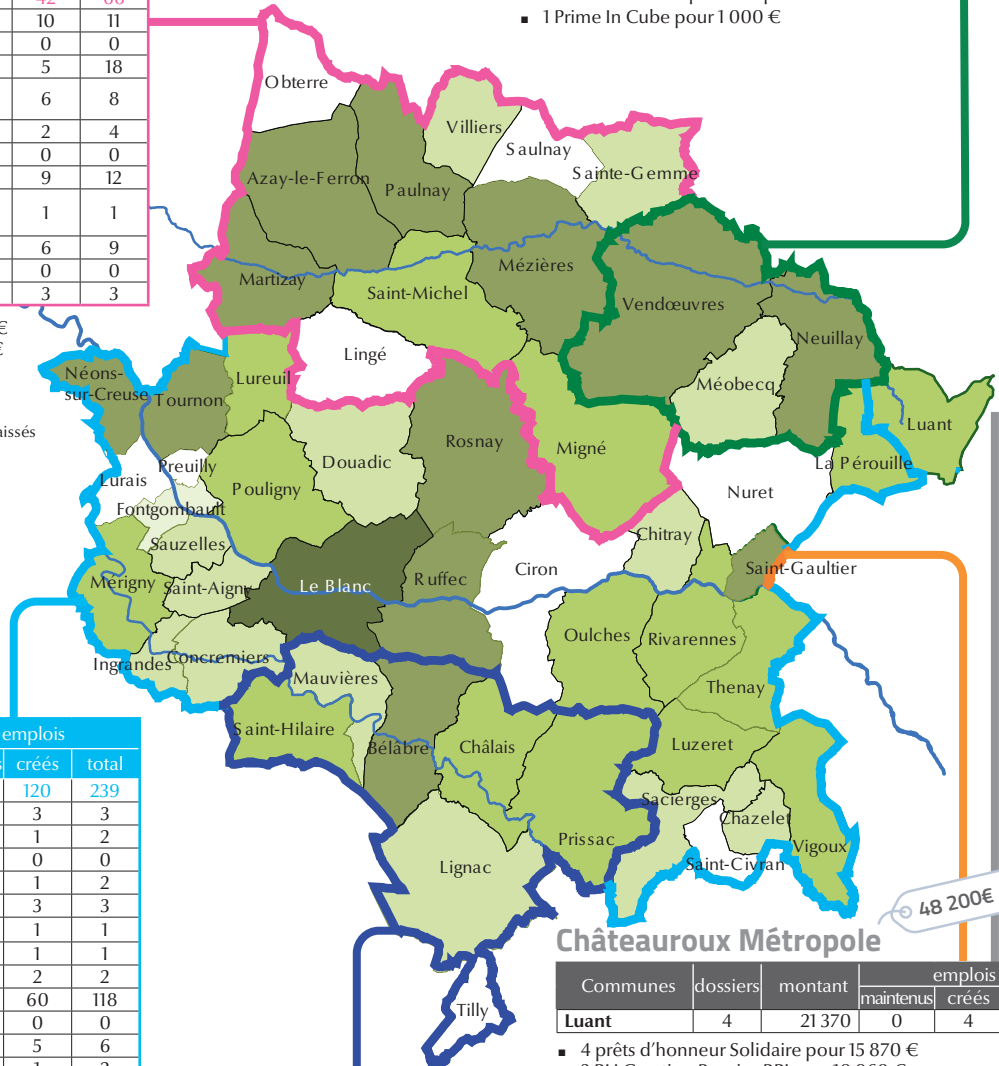 42 60
10 11
0 0
5 18
6 8
2 4
0 0
9 12
1 1
6 9
0 0
3 3
▪ 1 Prime In Cube pour 1 000 €
Obterre
Villiers
Saulnay
Sainte-Gemme
Azay-le-Ferron
Paulnay
Mézières
Martizay
Saint-Michel
Vendœuvres
Neuillay
Lingé
Méobecq
€
€
aissés
Néons-
sur-Creuse
Tournon
Lureuil
Luant
Rosnay
Migné
Douadic
La Pérouille
Preuilly
Lurais
Pouligny
Nuret
Fontgombault
Sauzelles
Chitray
Mérigny
Saint-Aigny
Le Blanc
Ruffec
Ciron
Saint-Gaultier
Oulches
Rivarennes
Ingrandes
Concremiers
Mauvières
Thenay
Saint-Hilaire
Bélâbre
Châlais
Luzeret
Sacierges
Chazelet
Prissac
Vigoux
Lignac
Saint-Civran
Tilly
emplois
s créés total
120 239
3 3
1 2
0 0
1 2
3 3
1 1
1 1
2 2
60 118
0 0
5 6
48 200€
Châteauroux Métropole
Communes dossiers montant emplois
maintenus créés
Luant 4 21 370 0 4
▪ 4 prêts d’honneur Solidaire pour 15 870 €